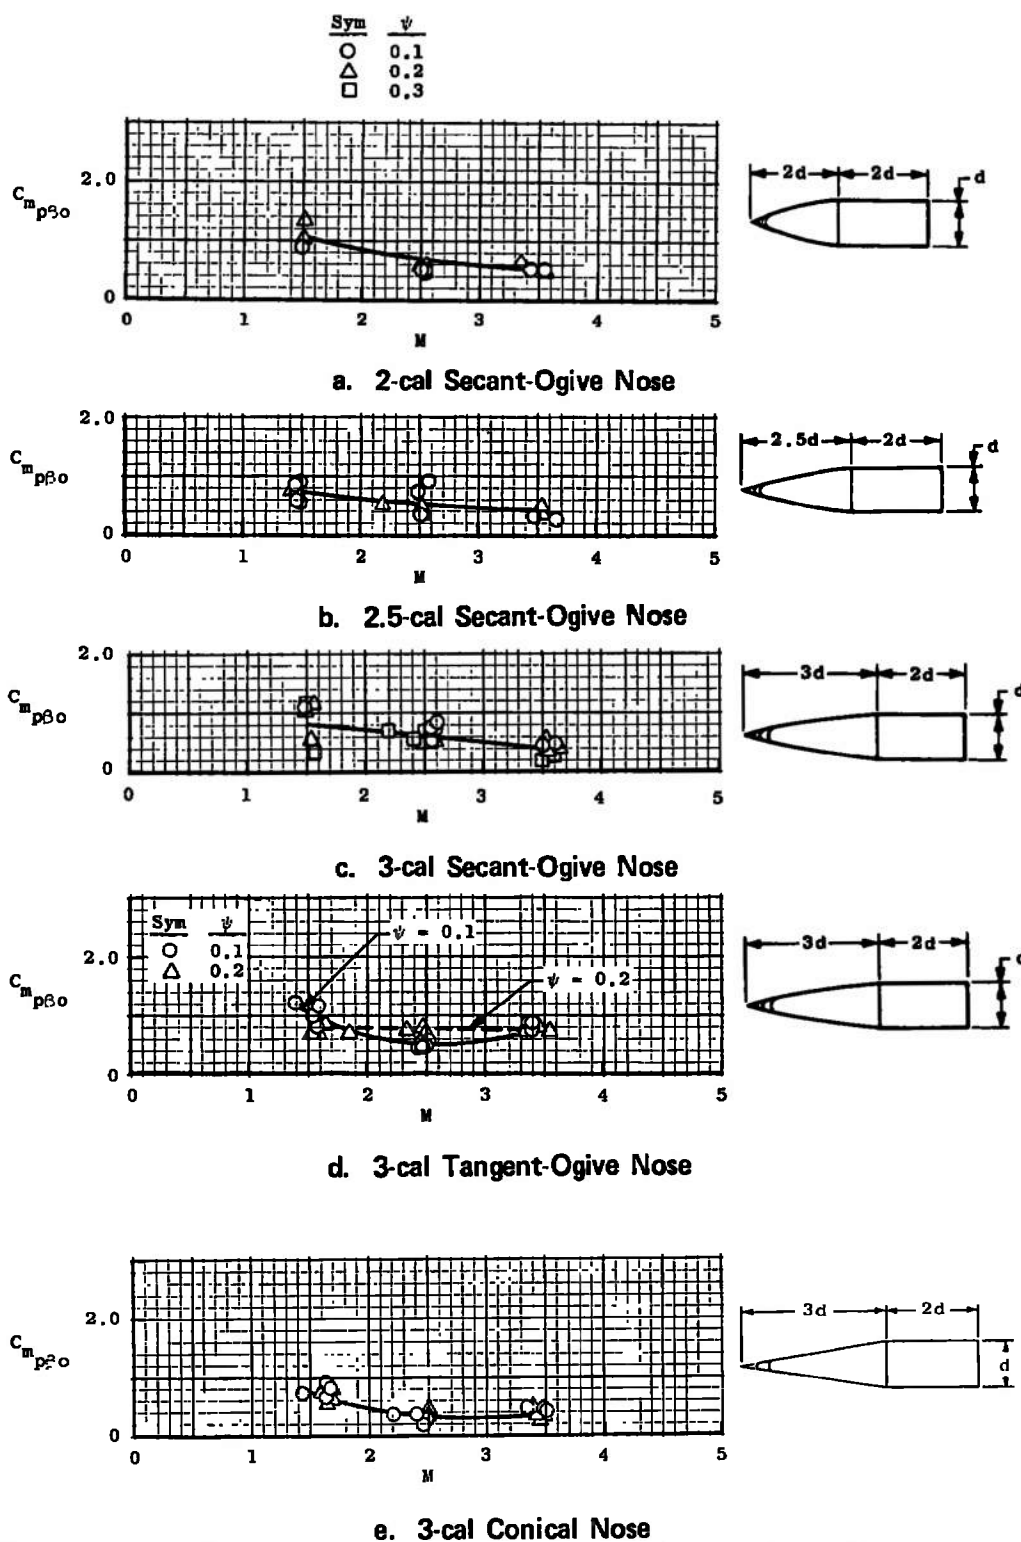 Sym ψ
○ 0.1
△ 0.2
□ 0.3
C_m_pβo
2.0
0
0 1 2 3 4 5
M
2d 2d d
a. 2-cal Secant-Ogive Nose
C_m_pβo
2.0
0
0 1 2 3 4 5
M
2.5d 2d d
b. 2.5-cal Secant-Ogive Nose
C_m_pβo
2.0
0
0 1 2 3 4 5
M
3d 2d d
c. 3-cal Secant-Ogive Nose
Sym ψ
○ 0.1
△ 0.2
ψ = 0.1
ψ = 0.2
C_m_pβo
2.0
0
0 1 2 3 4 5
M
3d 2d d
d. 3-cal Tangent-Ogive Nose
C_m_pβo
2.0
0
0 1 2 3 4 5
M
3d 2d d
e. 3-cal Conical Nose